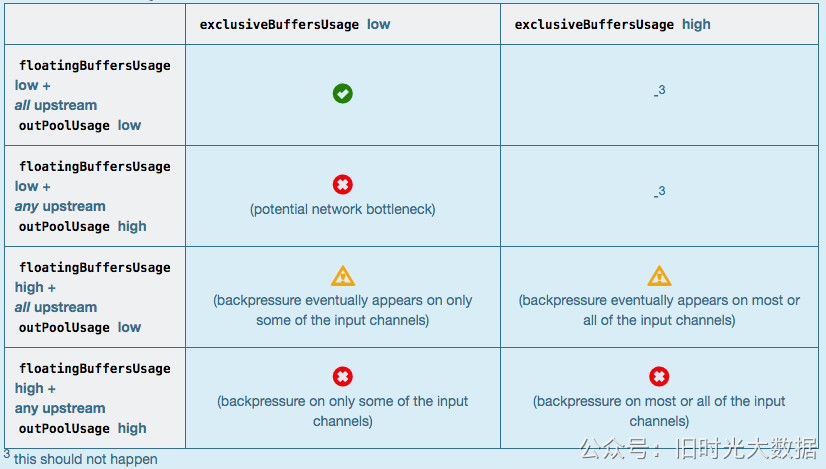 exclusiveBuffersUsage low
exclusiveBuffersUsage high
floatingBuffersUsage
low +
all upstream
outPoolUsage low
-3
floatingBuffersUsage
low +
any upstream
outPoolUsage high
(potential network bottleneck)
-3
floatingBuffersUsage
high +
all upstream
outPoolUsage low
(backpressure eventually appears on only
some of the input channels)
(backpressure eventually appears on most or
all of the input channels)
floatingBuffersUsage
high +
any upstream
outPoolUsage high
(backpressure on only some of the input
channels)
(backpressure on most or all of the input
channels)
3 this should not happen
公众号：旧时光大数据